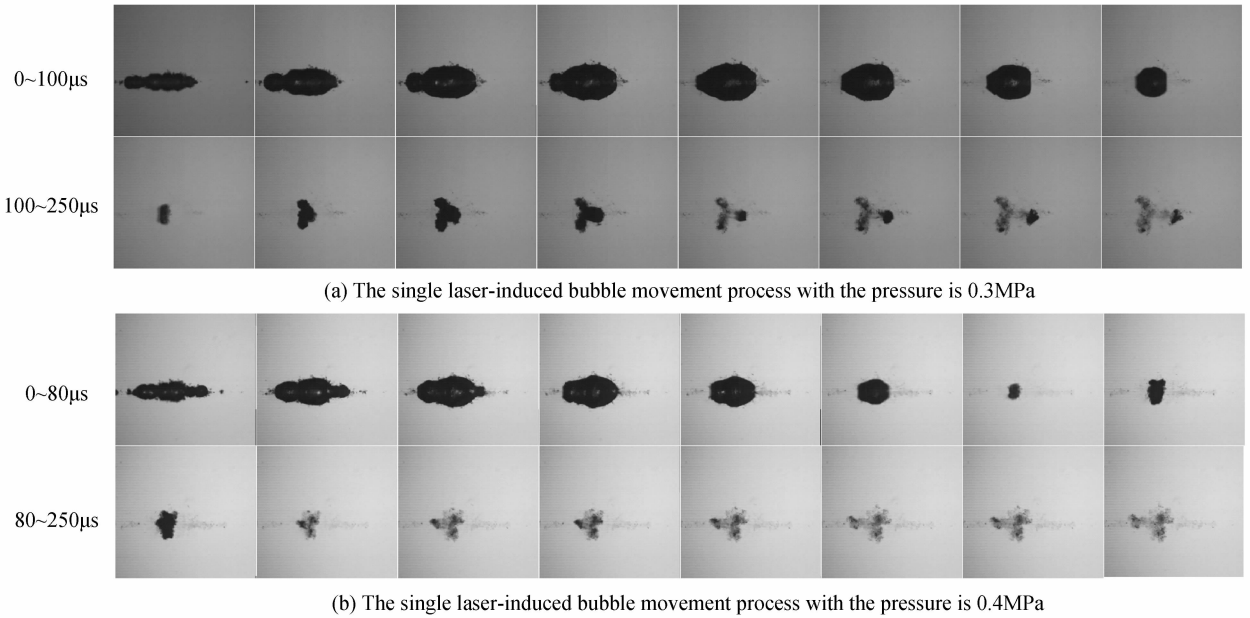 0~100μs
100~250μs
(a) The single laser-induced bubble movement process with the pressure is 0.3MPa
0~80μs
80~250μs
(b) The single laser-induced bubble movement process with the pressure is 0.4MPa